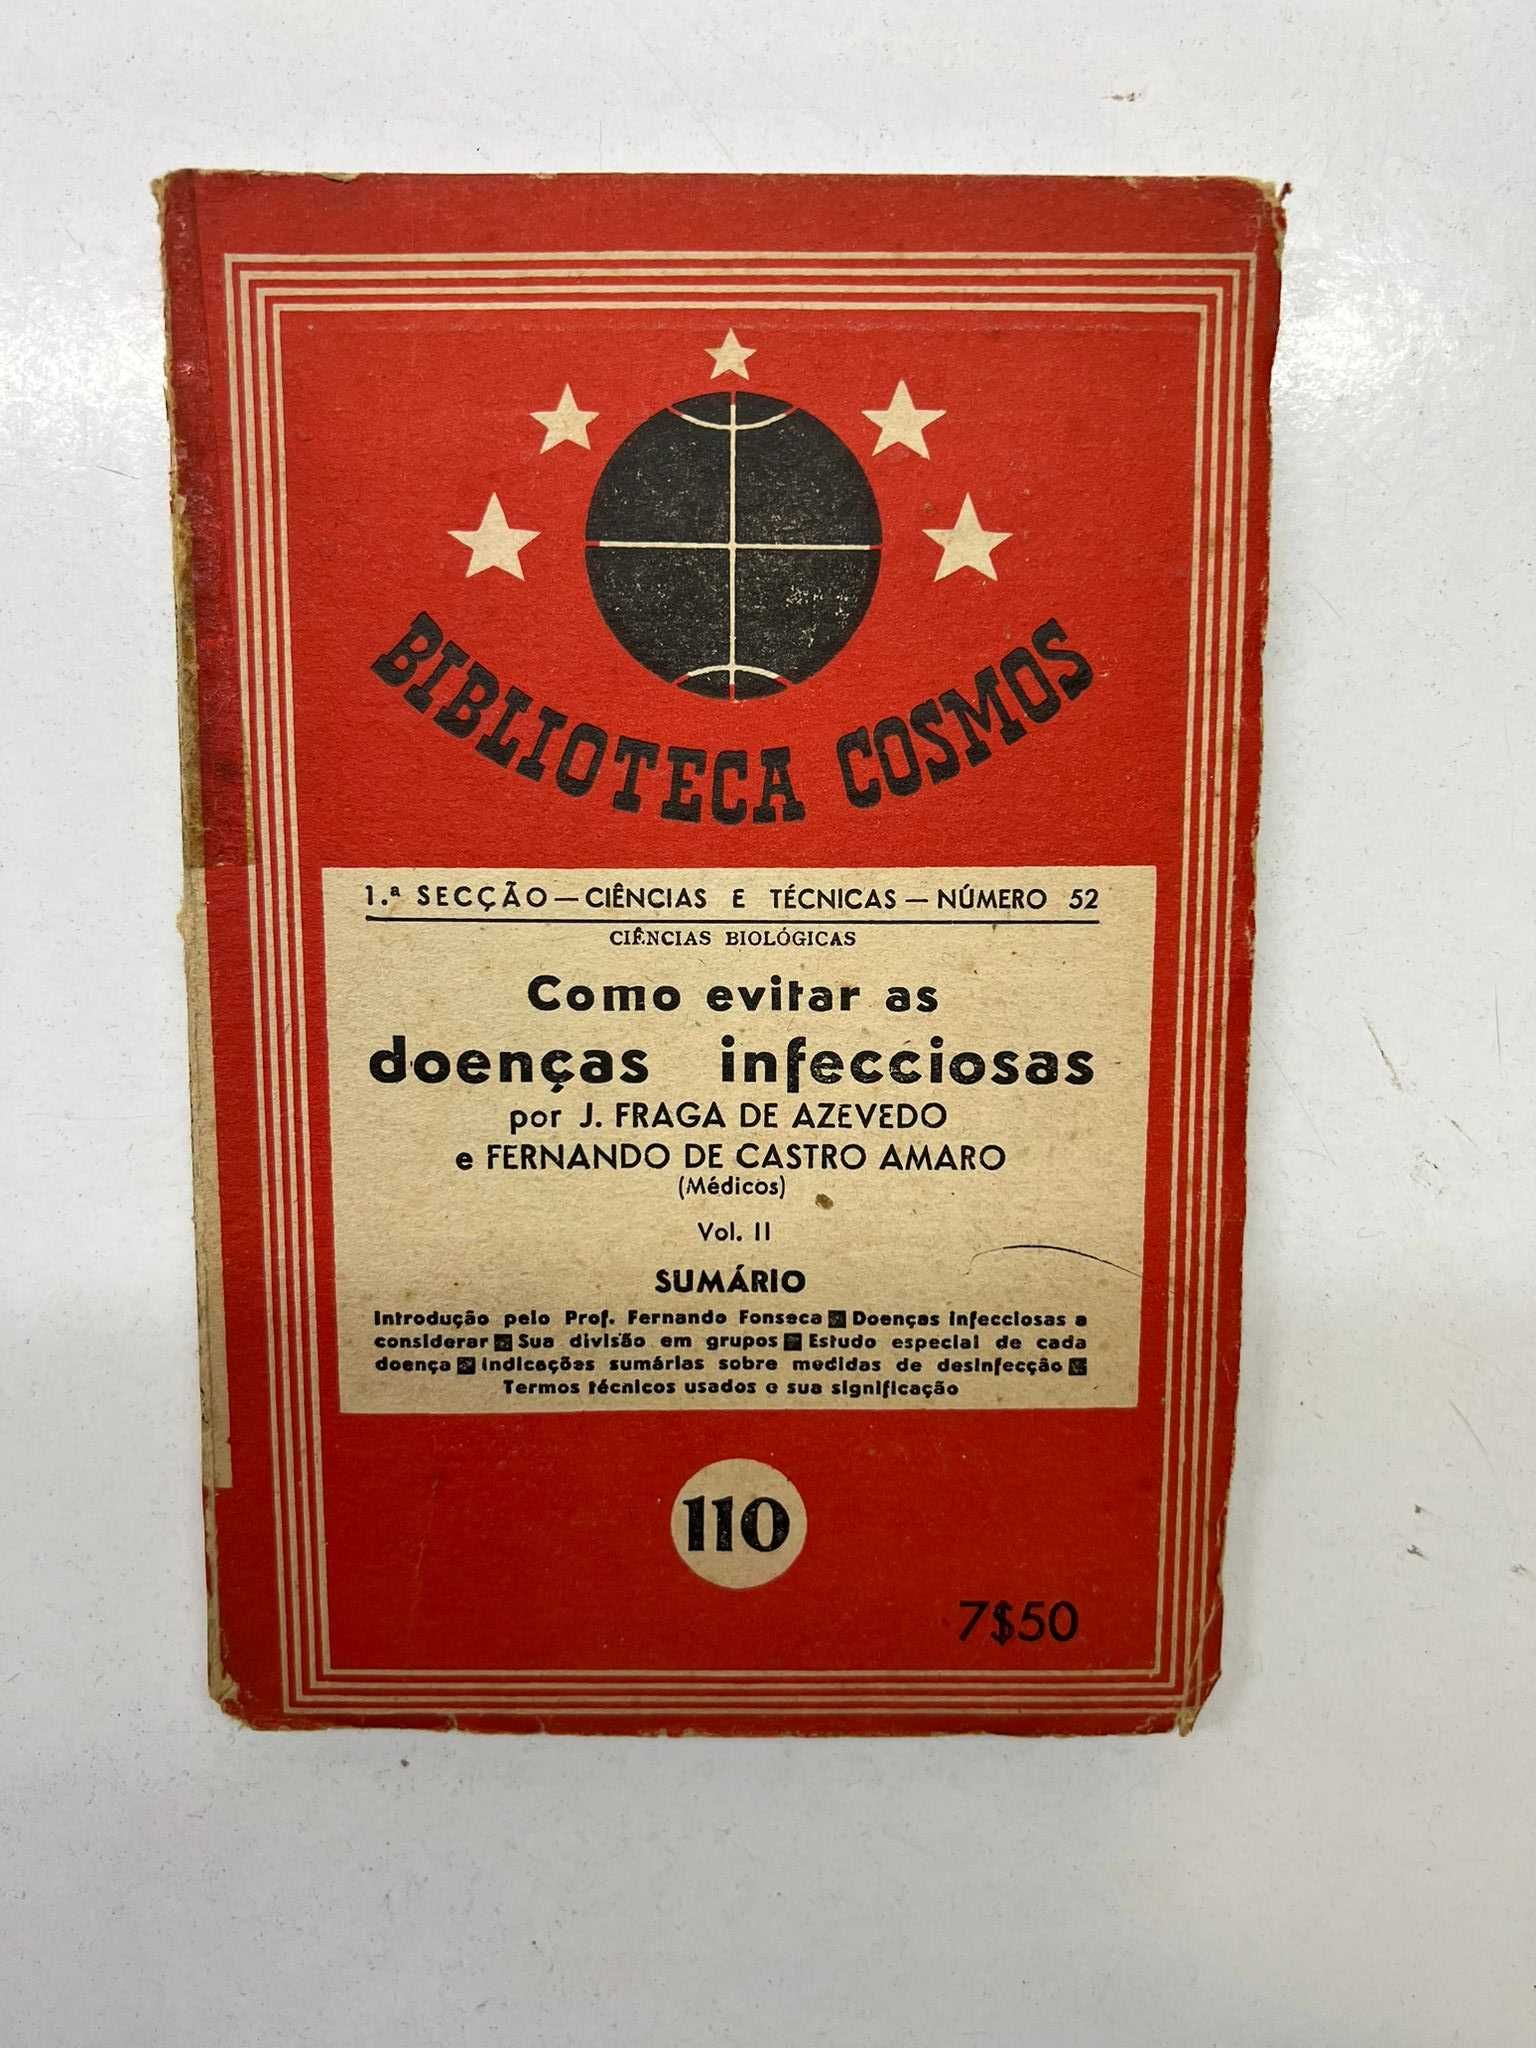 BIBLIOTECA COSMOS
1.ª SECÇÃO — CIÊNCIAS E TÉCNICAS — NÚMERO 52
CIÊNCIAS BIOLÓGICAS
Como evitar as
doenças infecciosas
por J. FRAGA DE AZEVEDO
e FERNANDO DE CASTRO AMARO
(Médicos)
Vol. II
SUMÁRIO
Introdução pelo Prof. Fernando Fonseca ■ Doenças infecciosas a
considerar ■ Sua divisão em grupos ■ Estudo especial de cada
doença ■ Indicações sumárias sobre medidas de desinfecção ■
Termos técnicos usados e sua significação
110
7$50